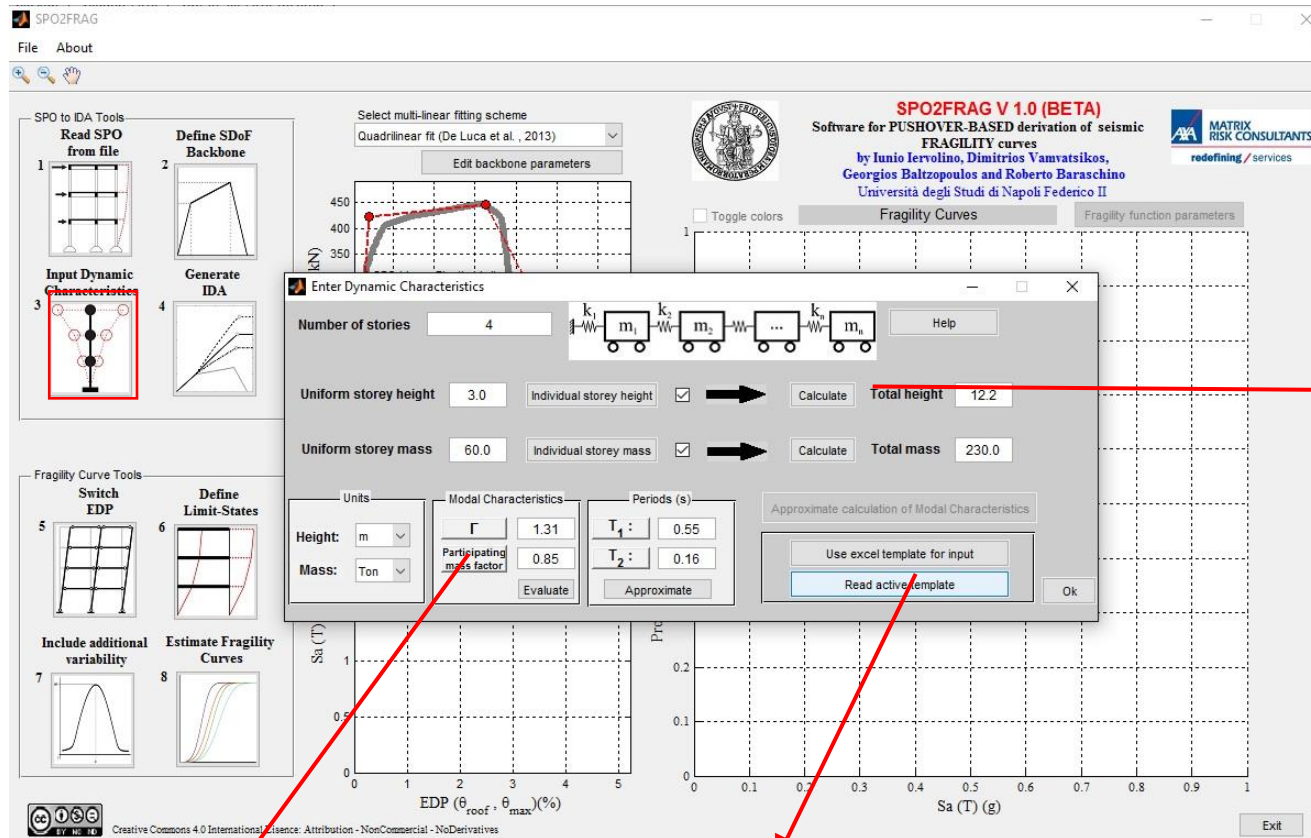 SPO2FRAG
File About
SPO to IDA Tools
Read SPO
from file
Define SDoF
Backbone
1
2
Input Dynamic
Characteristics
Generate
IDA
3
4
Fragility Curve Tools
Switch
EDP
Define
Limit-States
5
6
Include additional
variability
Estimate Fragility
Curves
7
8
Select multi-linear fitting scheme
Quadrilinear fit (De Luca et al. , 2013)
Edit backbone parameters
450
400
350
kN)
SPO2FRAG V 1.0 (BETA)
Software for PUSHOVER-BASED derivation of seismic
FRAGILITY curves
by Iunio Iervolino, Dimitrios Vamvatsikos,
Georgios Baltzopoulos and Roberto Baraschino
Università degli Studi di Napoli Federico II
AXA MATRIX
RISK CONSULTANTS
redefining / services
Toggle colors
Fragility Curves
Fragility function parameters
1
Enter Dynamic Characteristics
Number of stories 4
k1 m1 k2 m2 ... kn mn
Help
Uniform storey height 3.0 Individual storey height Calculate Total height 12.2
Uniform storey mass 60.0 Individual storey mass Calculate Total mass 230.0
Units
Height: m
Mass: Ton
Modal Characteristics
Γ 1.31
Participating
mass factor 0.85
Evaluate
Periods (s)
T1 : 0.55
T2 : 0.16
Approximate
Approximate calculation of Modal Characteristics
Use excel template for input
Read active template
Ok
Sa (T)
1
0.5
0
0 1 2 3 4 5
EDP (θroof , θmax)(%)
Pro
0.2
0.1
0
0 0.1 0.2 0.3 0.4 0.5 0.6 0.7 0.8 0.9 1
Sa (T) (g)
cc BY NC ND
Creative Commons 4.0 International Lisence: Attribution - NonCommercial - NoDerivatives
Exit